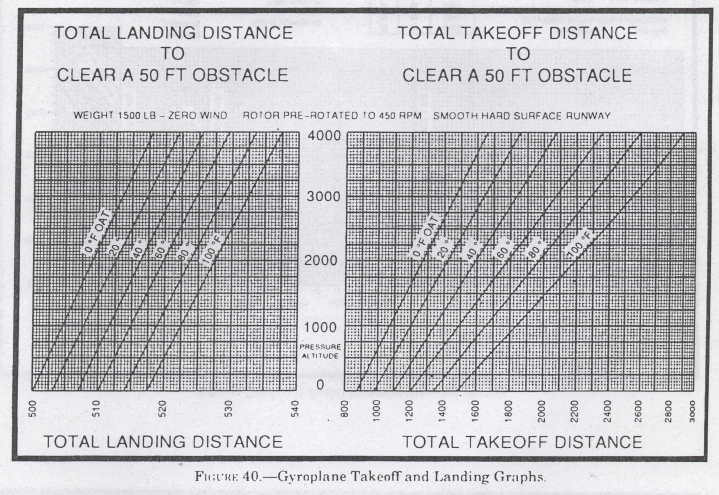 TOTAL LANDING DISTANCE
TO
CLEAR A 50 FT OBSTACLE
TOTAL TAKEOFF DISTANCE
TO
CLEAR A 50 FT OBSTACLE
WEIGHT 1500 LB – ZERO WIND ROTOR PRE-ROTATED TO 450 RPM SMOOTH HARD SURFACE RUNWAY
4000
3000
2000
1000
PRESSURE
ALTITUDE
0
0 °F OAT
20 °
40 °
60 °
80 °
100 °F
0 °F OAT
20 °
40 °
60 °
80 °
100 °F
500 510 520 530 540
800 1000 1200 1400 1600 1800 2000 2200 2400 2600 2800 3000
TOTAL LANDING DISTANCE
TOTAL TAKEOFF DISTANCE
FIGURE 40.—Gyroplane Takeoff and Landing Graphs.